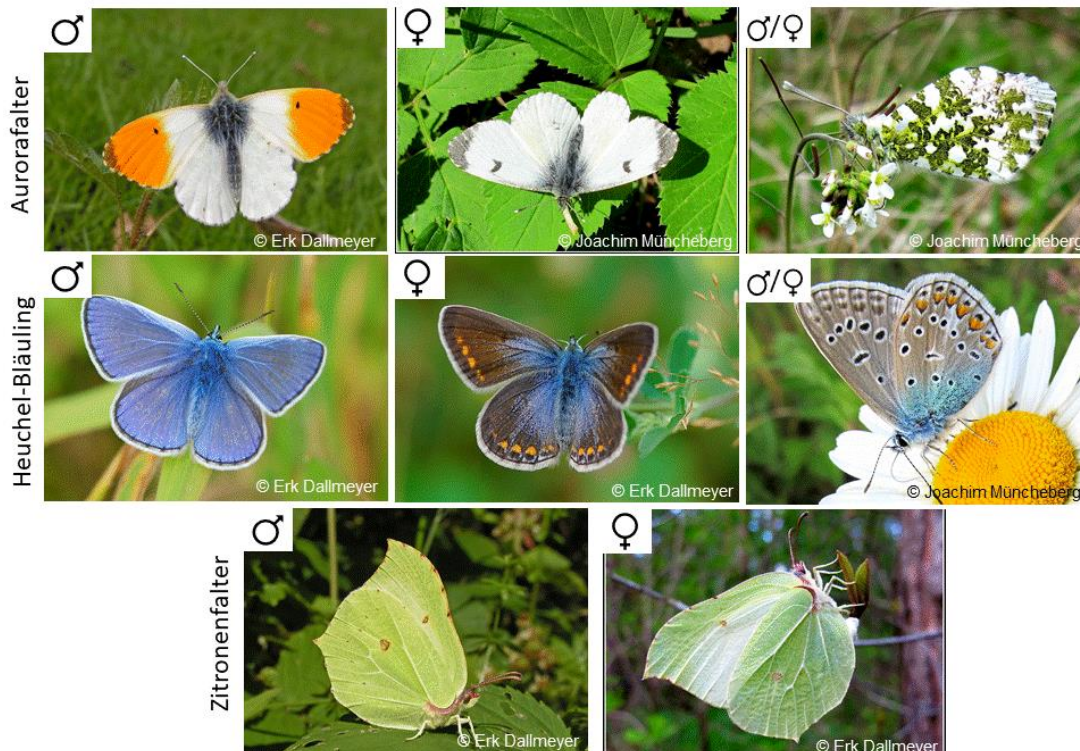 Aurorafalter
♂
© Erk Dallmeyer
♀
© Joachim Müncheberg
♂/♀
© Joachim Müncheberg
Heuchel-Bläuling
♂
© Erk Dallmeyer
♀
© Erk Dallmeyer
♂/♀
© Joachim Müncheberg
Zitronenfalter
♂
© Erk Dallmeyer
♀
© Erk Dallmeyer